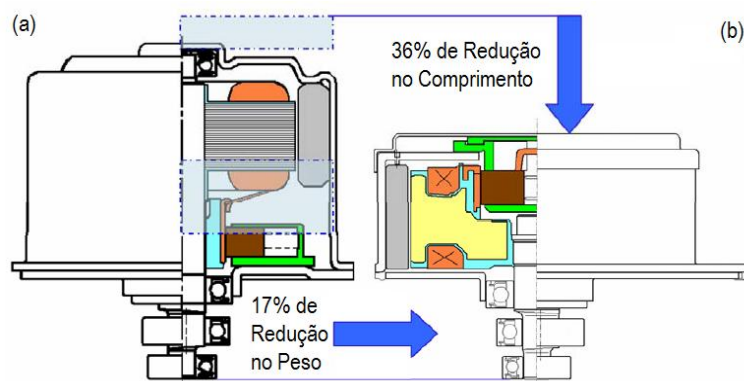 (a)
36% de Redução
no Comprimento
(b)
17% de
Redução
no Peso